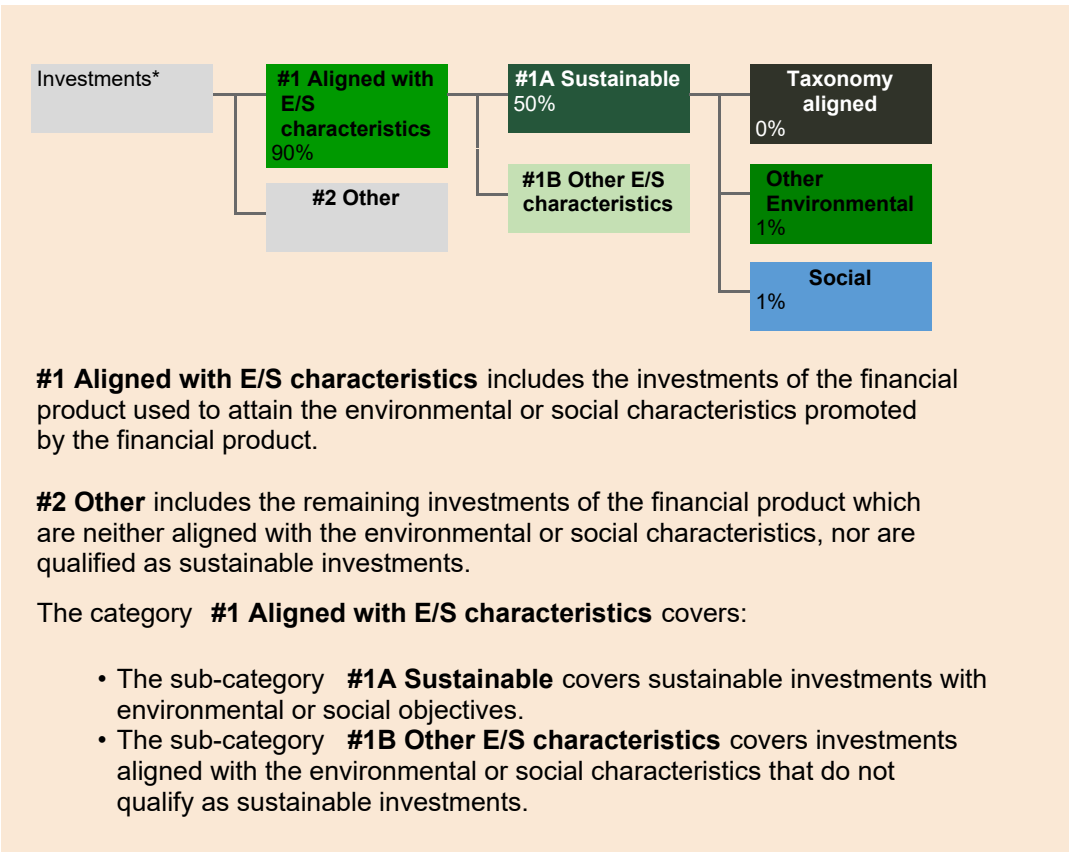 Investments*
#1 Aligned with
E/S
characteristics
90%
#2 Other
#1A Sustainable
50%
#1B Other E/S
characteristics
Taxonomy
aligned
0%
Other
Environmental
1%
Social
1%
#1 Aligned with E/S characteristics includes the investments of the financial
product used to attain the environmental or social characteristics promoted
by the financial product.
#2 Other includes the remaining investments of the financial product which
are neither aligned with the environmental or social characteristics, nor are
qualified as sustainable investments.
The category #1 Aligned with E/S characteristics covers:
• The sub-category #1A Sustainable covers sustainable investments with
environmental or social objectives.
• The sub-category #1B Other E/S characteristics covers investments
aligned with the environmental or social characteristics that do not
qualify as sustainable investments.